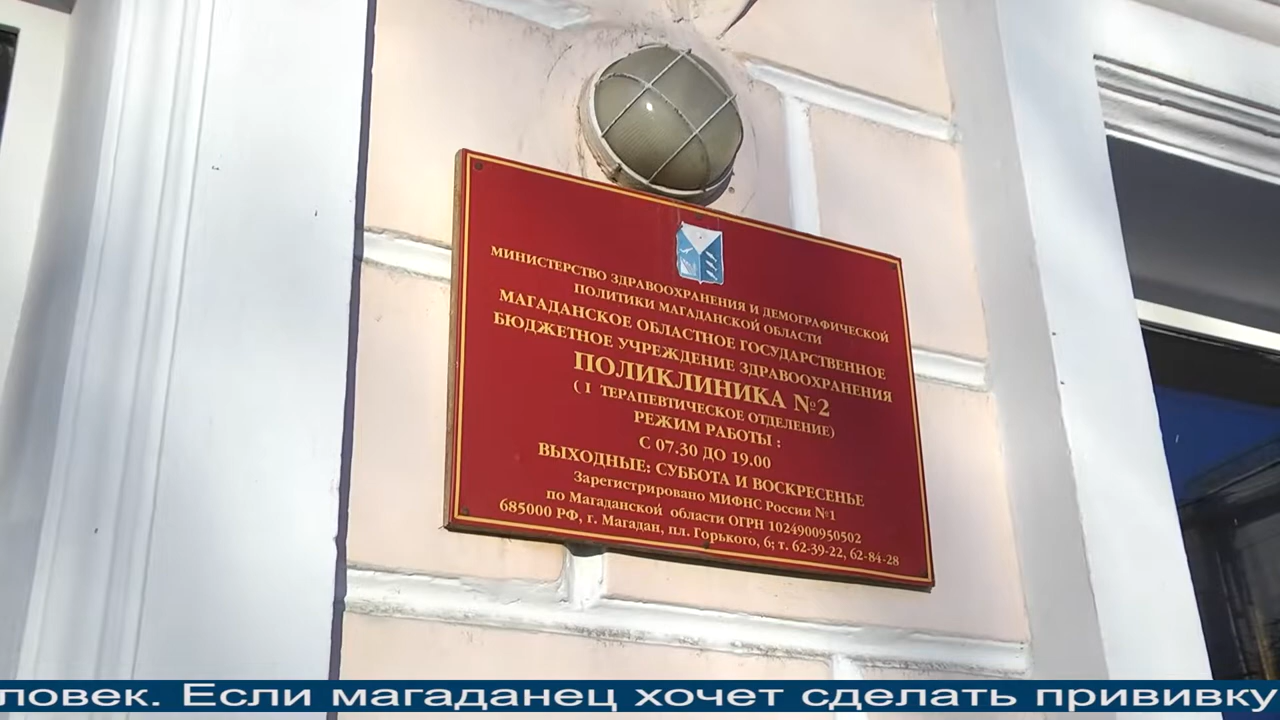 МИНИСТЕРСТВО ЗДРАВООХРАНЕНИЯ И ДЕМОГРАФИЧЕСКОЙ
ПОЛИТИКИ МАГАДАНСКОЙ ОБЛАСТИ
МАГАДАНСКОЕ ОБЛАСТНОЕ ГОСУДАРСТВЕННОЕ
БЮДЖЕТНОЕ УЧРЕЖДЕНИЕ ЗДРАВООХРАНЕНИЯ
ПОЛИКЛИНИКА №2
( I ТЕРАПЕВТИЧЕСКОЕ ОТДЕЛЕНИЕ)
РЕЖИМ РАБОТЫ :
С 07.30 ДО 19.00
ВЫХОДНЫЕ: СУББОТА И ВОСКРЕСЕНЬЕ
Зарегистрировано МИФНС России №1
по Магаданской области ОГРН 1024900950502
685000 РФ, г. Магадан, пл. Горького, 6; т. 62-39-22, 62-84-28
ловек. Если магаданец хочет сделать прививку